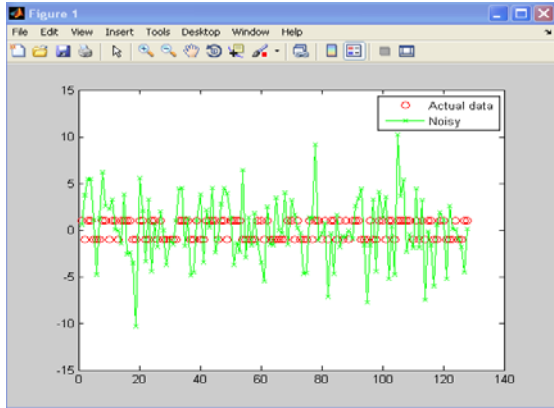 Figure 1
File Edit View Insert Tools Desktop Window Help
15
10
5
0
-5
-10
-15
0 20 40 60 80 100 120 140
Actual data
Noisy